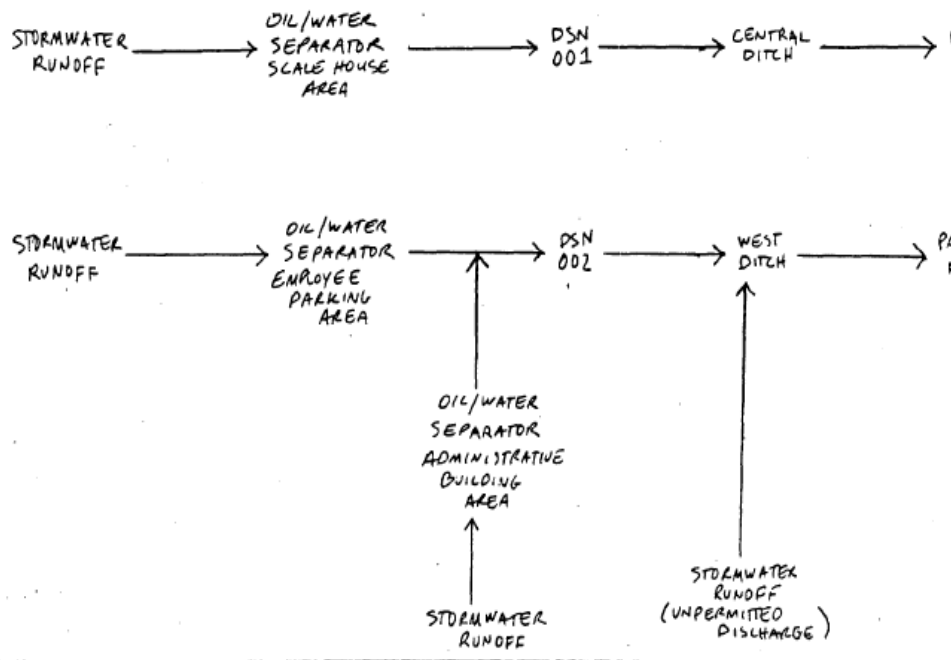 STORMWATER
RUNOFF
OIL/WATER
SEPARATOR
SCALE HOUSE
AREA
DSN
001
CENTRAL
DITCH
STORMWATER
RUNOFF
OIL/WATER
SEPARATOR
EMPLOYEE
PARKING
AREA
DSN
002
WEST
DITCH
OIL/WATER
SEPARATOR
ADMINISTRATIVE
BUILDING
AREA
STORMWATER
RUNOFF
STORMWATER
RUNOFF
(UNPERMITTED
DISCHARGE)